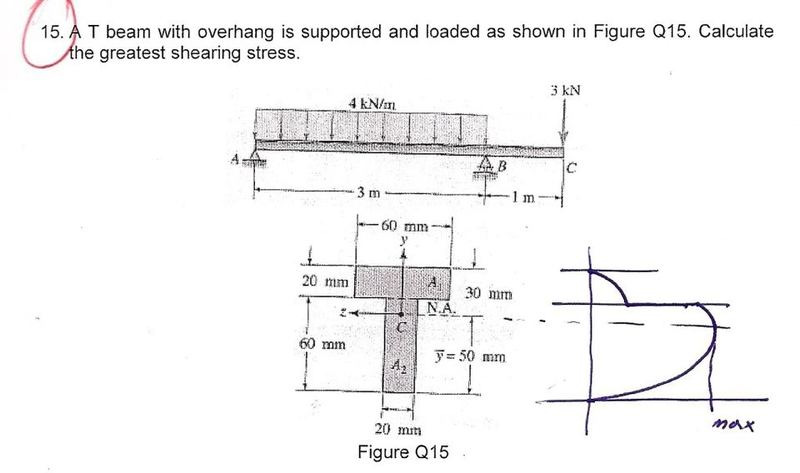 15. A T beam with overhang is supported and loaded as shown in Figure Q15. Calculate
the greatest shearing stress.
3 kN
4 kN/m
A
B
C
3 m
1 m
60 mm
y
20 mm
A₁
30 mm
z
N.A.
C
60 mm
y̅ = 50 mm
A₂
20 mm
max
Figure Q15